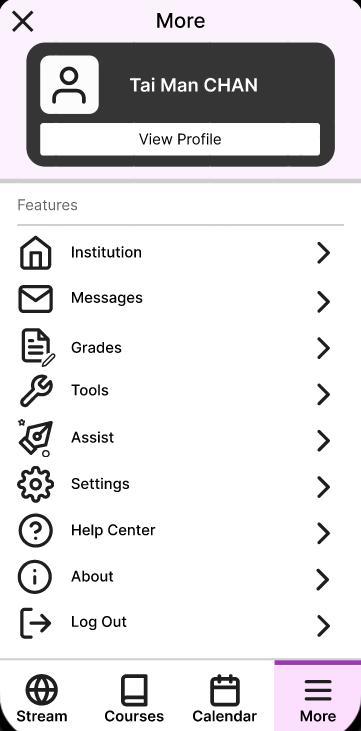 More
Tai Man CHAN
View Profile
Features
Institution
Messages
Grades
Tools
Assist
Settings
Help Center
About
Log Out
Stream Courses Calendar More